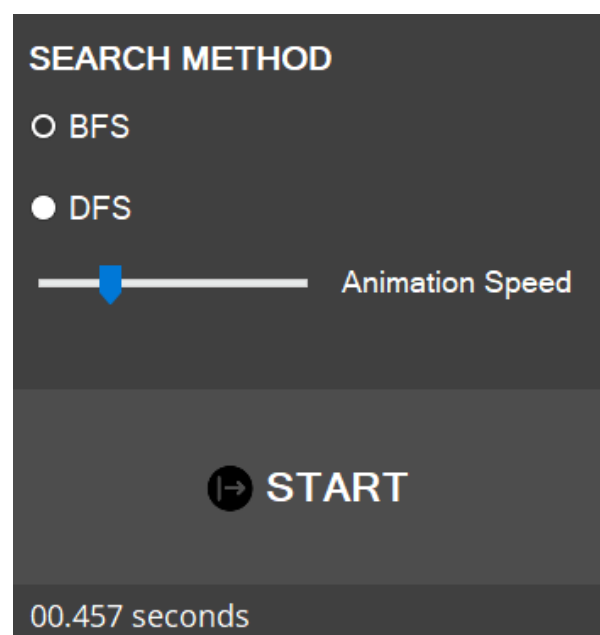 SEARCH METHOD
BFS
DFS
Animation Speed
START
00.457 seconds